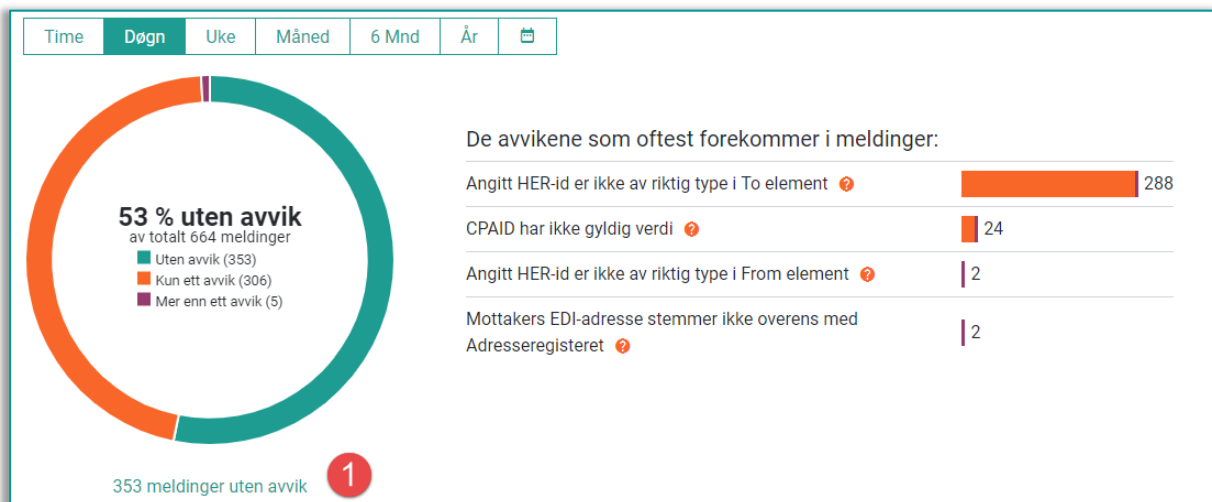 Time Døgn Uke Måned 6 Mnd År
53 % uten avvik
av totalt 664 meldinger
Uten avvik (353)
Kun ett avvik (306)
Mer enn ett avvik (5)
353 meldinger uten avvik 1
De avvikene som oftest forekommer i meldinger:
Angitt HER-id er ikke av riktig type i To element ? 288
CPAID har ikke gyldig verdi ? 24
Angitt HER-id er ikke av riktig type i From element ? 2
Mottakers EDI-adresse stemmer ikke overens med
Adresseregisteret ? 2